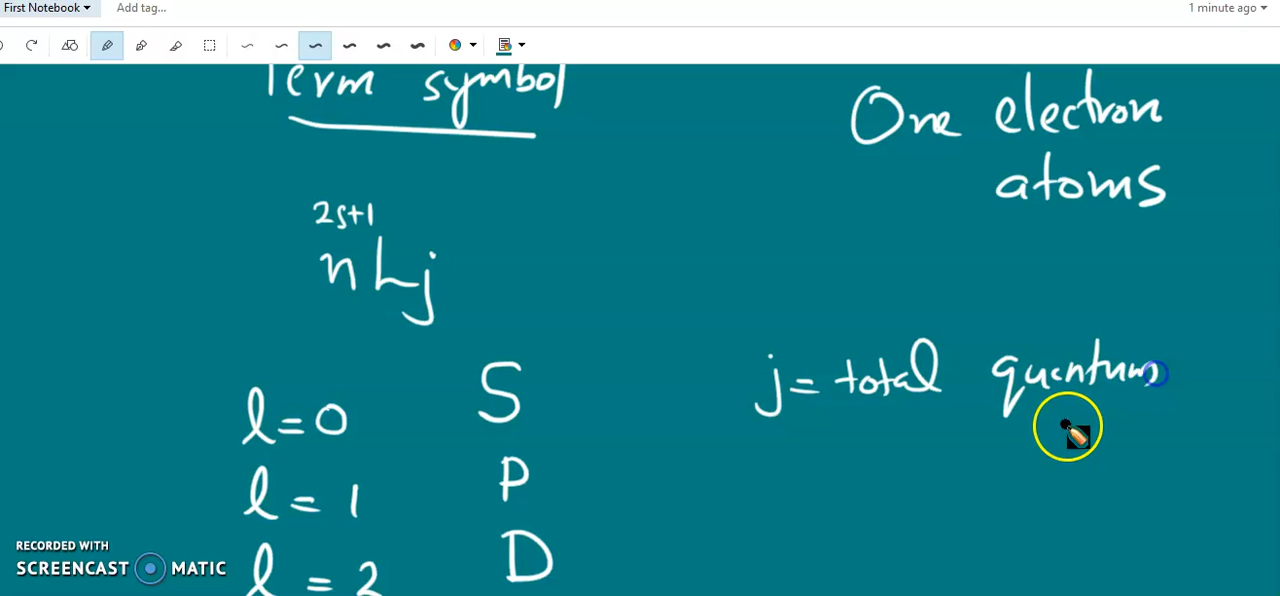 First Notebook
Add tag...
1 minute ago
Term symbol
One electron
atoms
2s+1
n L j
j = total quantum
l = 0 S
l = 1 P
l = 2 D
RECORDED WITH
SCREENCAST MATIC